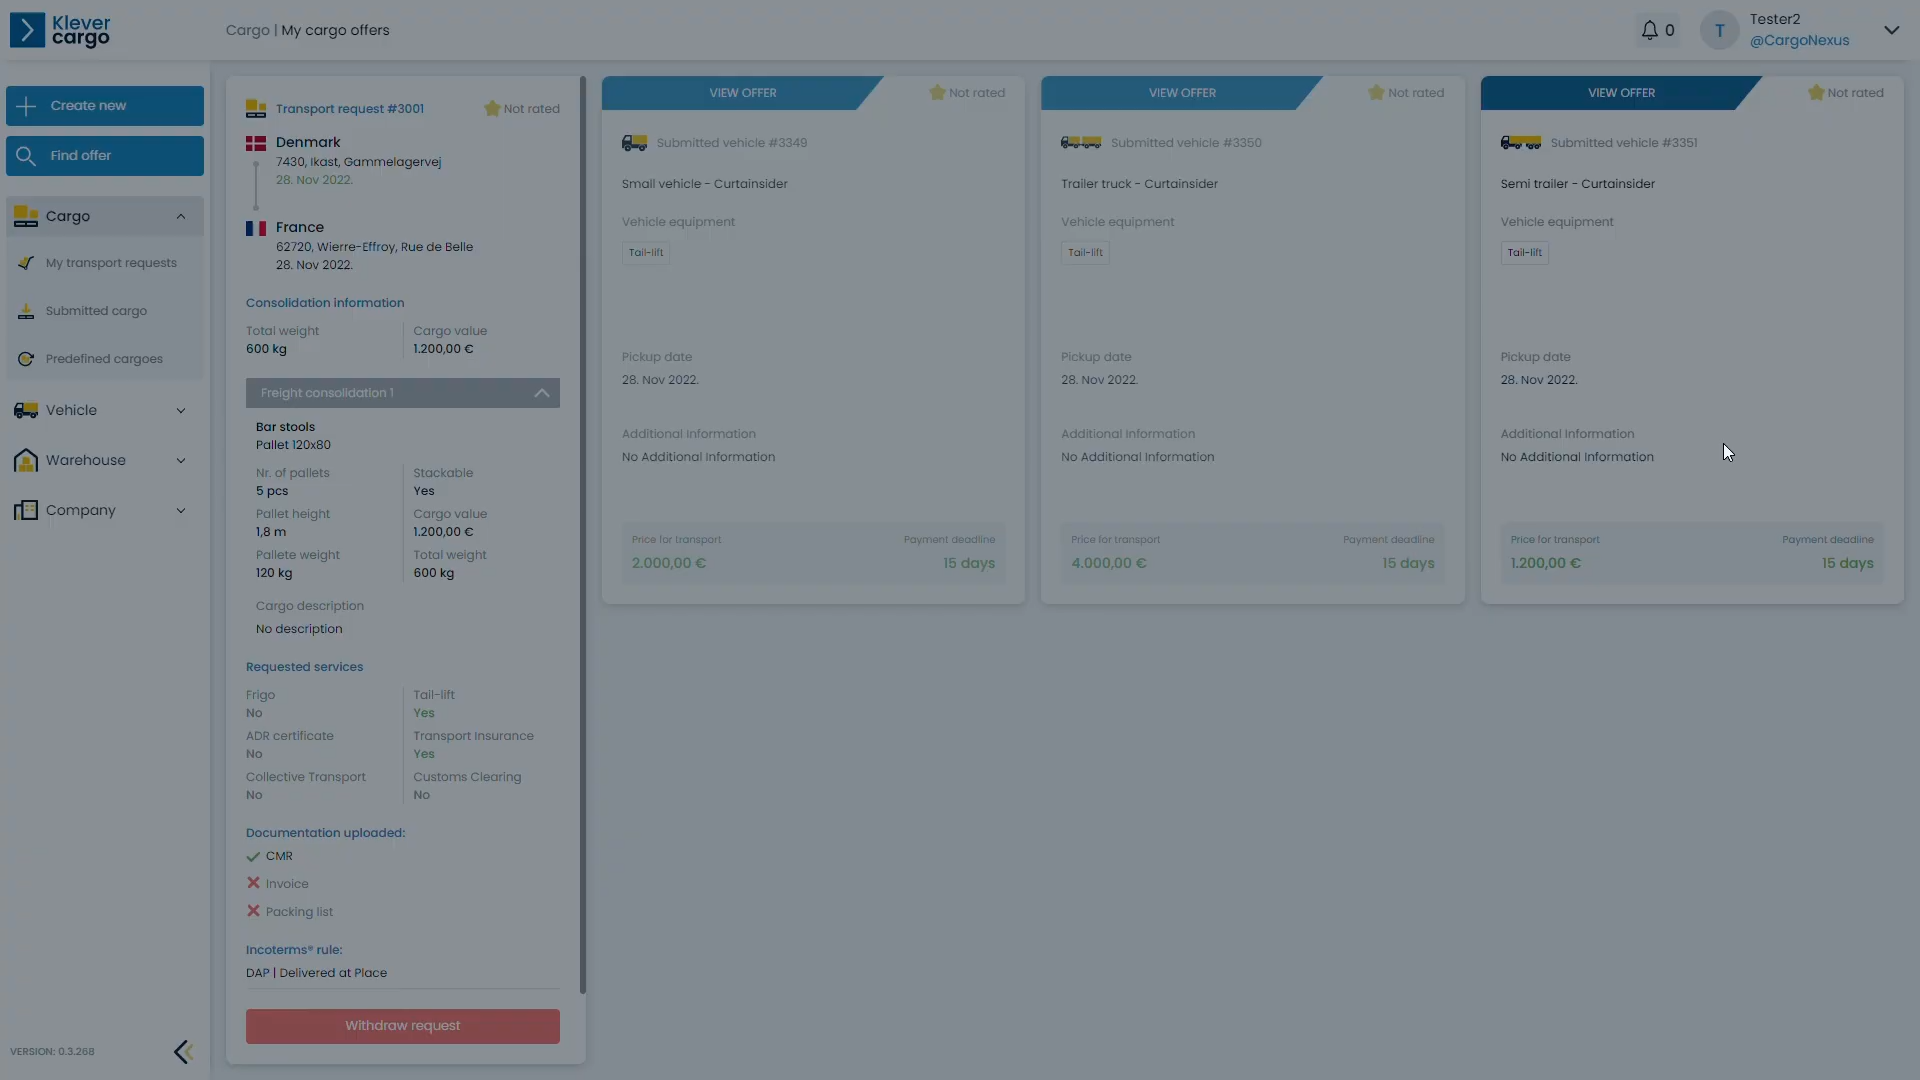 Klever
cargo
Cargo | My cargo offers
0
T
Tester2
@CargoNexus
Create new
Find offer
Cargo
My transport requests
Submitted cargo
Predefined cargoes
Vehicle
Warehouse
Company
VERSION: 0.3.268
Transport request #3001
Not rated
Denmark
7430, Ikast, Gammelagervej
28. Nov 2022.
France
62720, Wierre-Effroy, Rue de Belle
28. Nov 2022.
Consolidation information
Total weight
600 kg
Cargo value
1.200,00 €
Freight consolidation 1
Bar stools
Pallet 120x80
Nr. of pallets
5 pcs
Stackable
Yes
Pallet height
1,8 m
Cargo value
1.200,00 €
Pallete weight
120 kg
Total weight
600 kg
Cargo description
No description
Requested services
Frigo
No
Tail-lift
Yes
ADR certificate
No
Transport Insurance
Yes
Collective Transport
No
Customs Clearing
No
Documentation uploaded:
CMR
Invoice
Packing list
Incoterms® rule:
DAP | Delivered at Place
Withdraw request
VIEW OFFER
Not rated
Submitted vehicle #3349
Small vehicle - Curtainsider
Vehicle equipment
Tail-lift
Pickup date
28. Nov 2022.
Additional Information
No Additional Information
Price for transport
2.000,00 €
Payment deadline
15 days
VIEW OFFER
Not rated
Submitted vehicle #3350
Trailer truck - Curtainsider
Vehicle equipment
Tail-lift
Pickup date
28. Nov 2022.
Additional Information
No Additional Information
Price for transport
4.000,00 €
Payment deadline
15 days
VIEW OFFER
Not rated
Submitted vehicle #3351
Semi trailer - Curtainsider
Vehicle equipment
Tail-lift
Pickup date
28. Nov 2022.
Additional Information
No Additional Information
Price for transport
1.200,00 €
Payment deadline
15 days